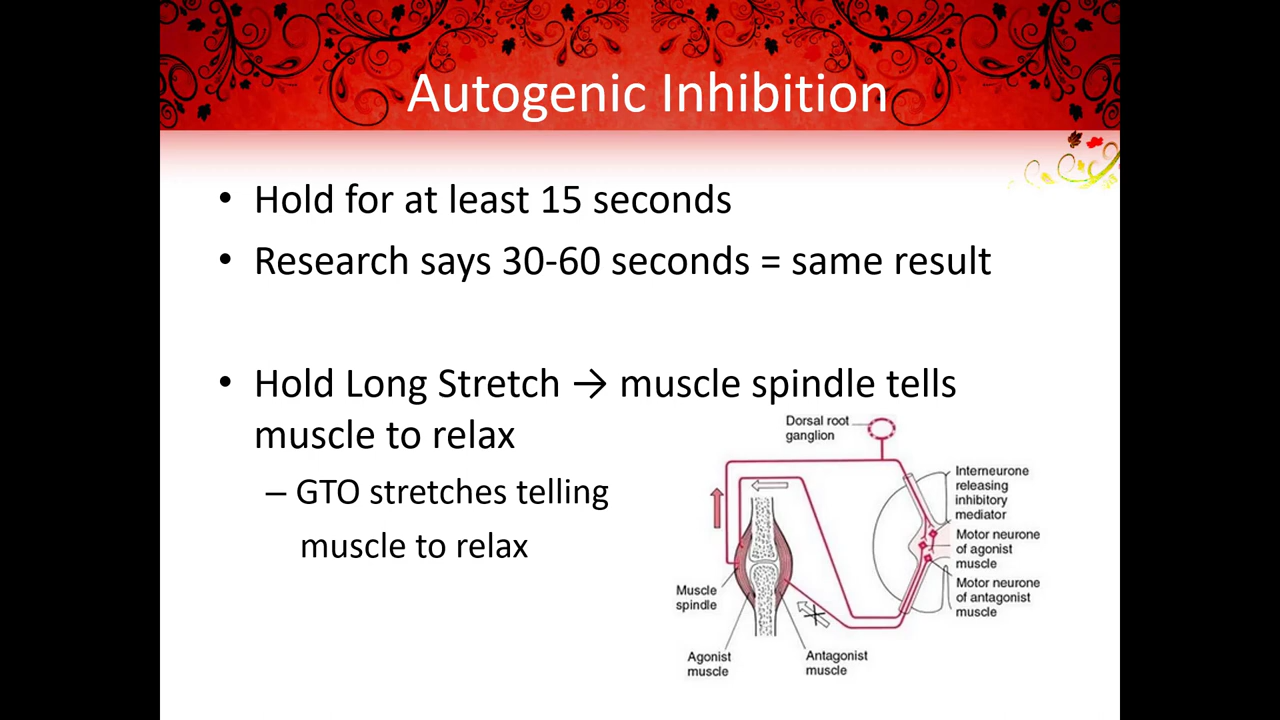 Autogenic Inhibition
• Hold for at least 15 seconds
• Research says 30-60 seconds = same result
• Hold Long Stretch → muscle spindle tells
muscle to relax
– GTO stretches telling
muscle to relax
Dorsal root
ganglion
Interneurone
releasing
inhibitory
mediator
Motor neurone
of agonist
muscle
Motor neurone
of antagonist
muscle
Muscle
spindle
Agonist
muscle
Antagonist
muscle